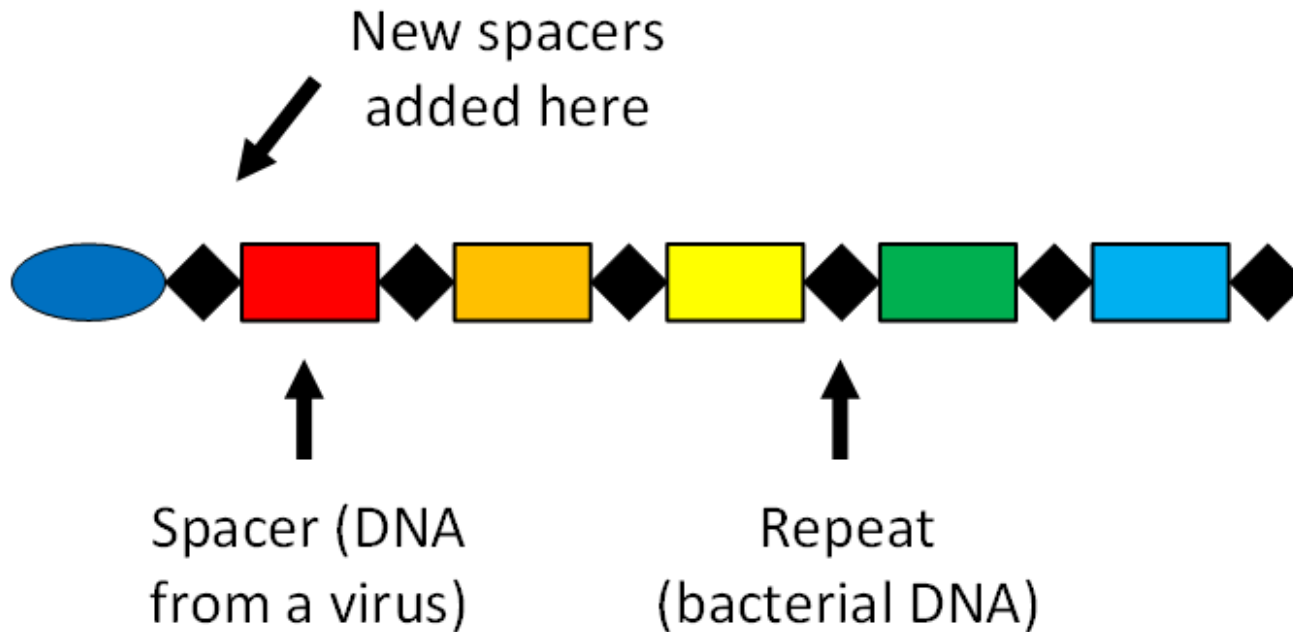 New spacers
added here
Spacer (DNA
from a virus)
Repeat
(bacterial DNA)